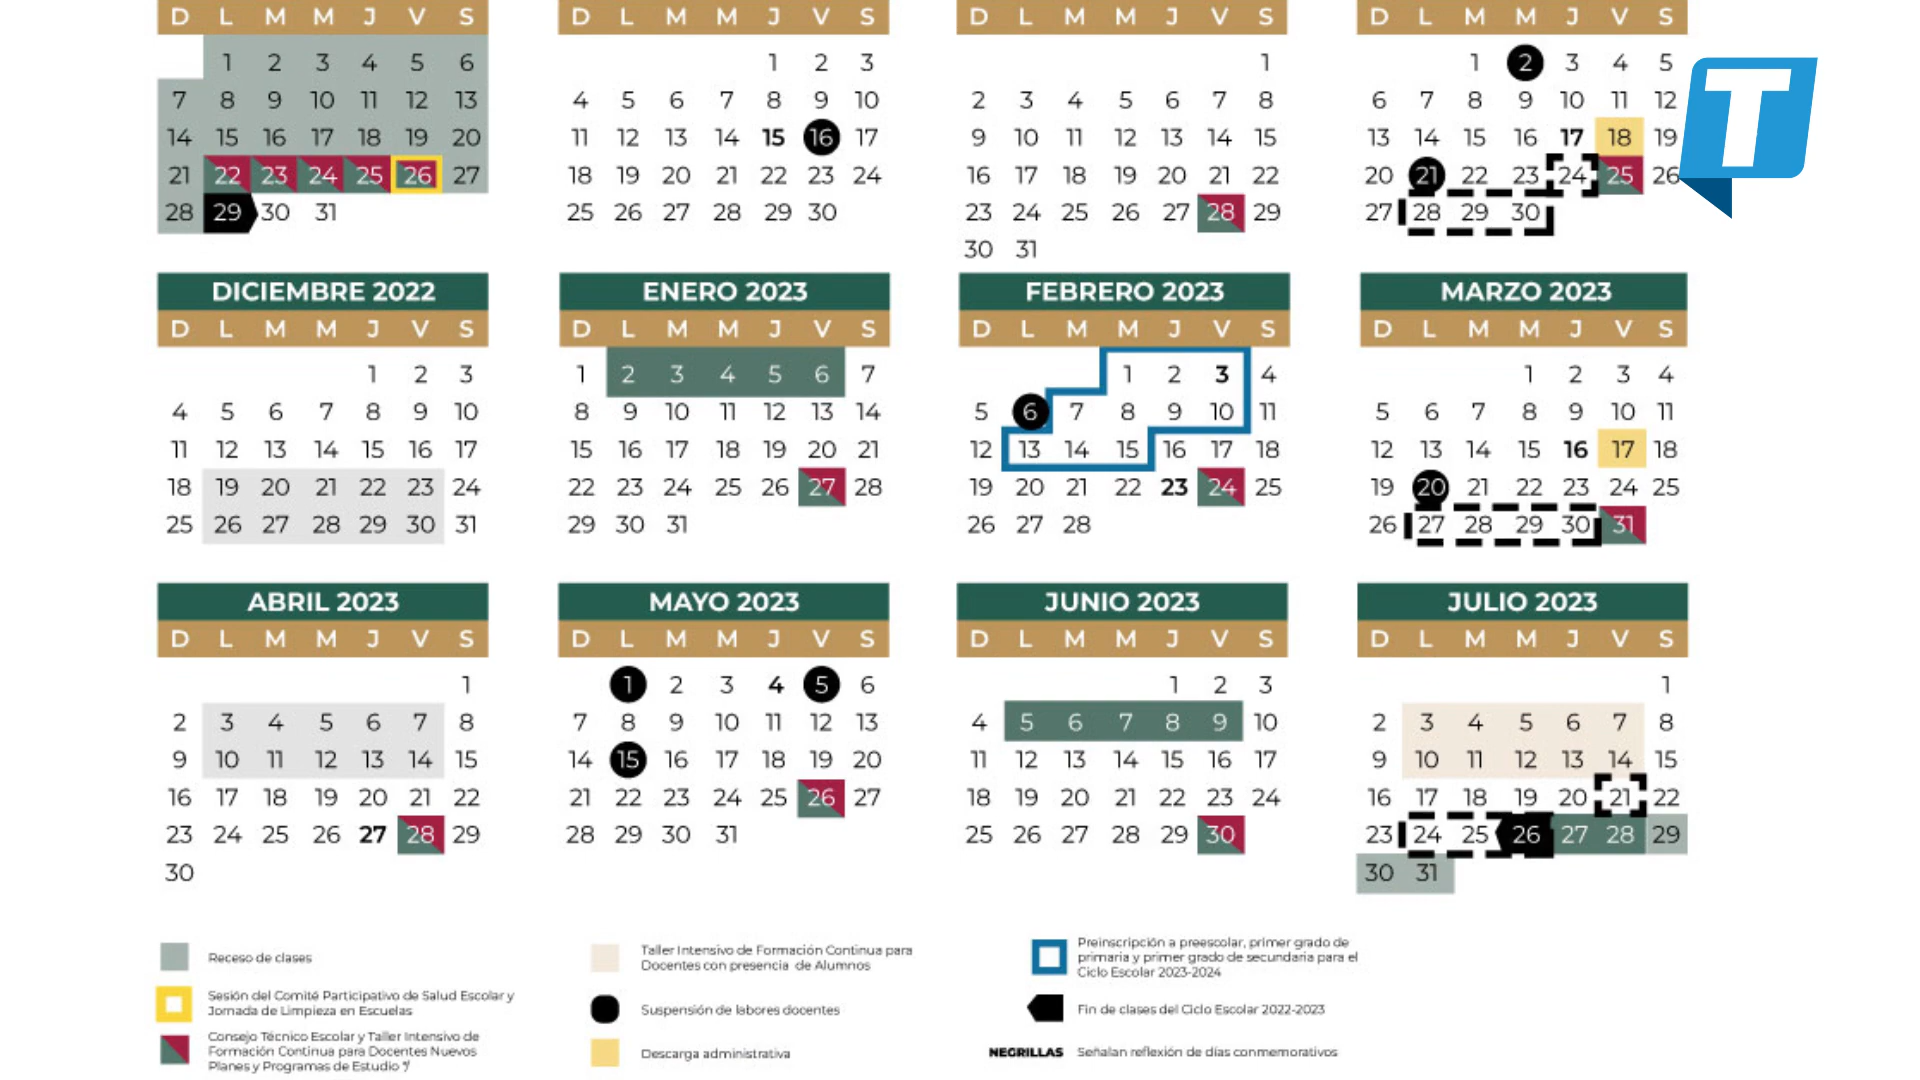 D L M M J V S
1 2 3 4 5 6
7 8 9 10 11 12 13
14 15 16 17 18 19 20
21 22 23 24 25 26 27
28 29 30 31
D L M M J V S
1 2 3
4 5 6 7 8 9 10
11 12 13 14 15 16 17
18 19 20 21 22 23 24
25 26 27 28 29 30
D L M M J V S
1
2 3 4 5 6 7 8
9 10 11 12 13 14 15
16 17 18 19 20 21 22
23 24 25 26 27 28 29
30 31
D L M M J V S
1 2 3 4 5
6 7 8 9 10 11 12
13 14 15 16 17 18 19
20 21 22 23 24 25 26
27 28 29 30
T
DICIEMBRE 2022
D L M M J V S
1 2 3
4 5 6 7 8 9 10
11 12 13 14 15 16 17
18 19 20 21 22 23 24
25 26 27 28 29 30 31
ENERO 2023
D L M M J V S
1 2 3 4 5 6 7
8 9 10 11 12 13 14
15 16 17 18 19 20 21
22 23 24 25 26 27 28
29 30 31
FEBRERO 2023
D L M M J V S
1 2 3 4
5 6 7 8 9 10 11
12 13 14 15 16 17 18
19 20 21 22 23 24 25
26 27 28
MARZO 2023
D L M M J V S
1 2 3 4
5 6 7 8 9 10 11
12 13 14 15 16 17 18
19 20 21 22 23 24 25
26 27 28 29 30 31
ABRIL 2023
D L M M J V S
1
2 3 4 5 6 7 8
9 10 11 12 13 14 15
16 17 18 19 20 21 22
23 24 25 26 27 28 29
30
MAYO 2023
D L M M J V S
1 2 3 4 5 6
7 8 9 10 11 12 13
14 15 16 17 18 19 20
21 22 23 24 25 26 27
28 29 30 31
JUNIO 2023
D L M M J V S
1 2 3
4 5 6 7 8 9 10
11 12 13 14 15 16 17
18 19 20 21 22 23 24
25 26 27 28 29 30
JULIO 2023
D L M M J V S
1
2 3 4 5 6 7 8
9 10 11 12 13 14 15
16 17 18 19 20 21 22
23 24 25 26 27 28 29
30 31
Receso de clases
Sesión del Comité Participativo de Salud Escolar y
Jornada de Limpieza en Escuelas
Consejo Técnico Escolar y Taller Intensivo de
Formación Continua para Docentes Nuevos
Planes y Programas de Estudio */
Taller Intensivo de Formación Continua para
Docentes con presencia de Alumnos
Suspensión de labores docentes
Descarga administrativa
Preinscripción a preescolar, primer grado de
primaria y primer grado de secundaria para el
Ciclo Escolar 2023-2024
Fin de clases del Ciclo Escolar 2022-2023
NEGRILLAS Señalan reflexión de días conmemorativos